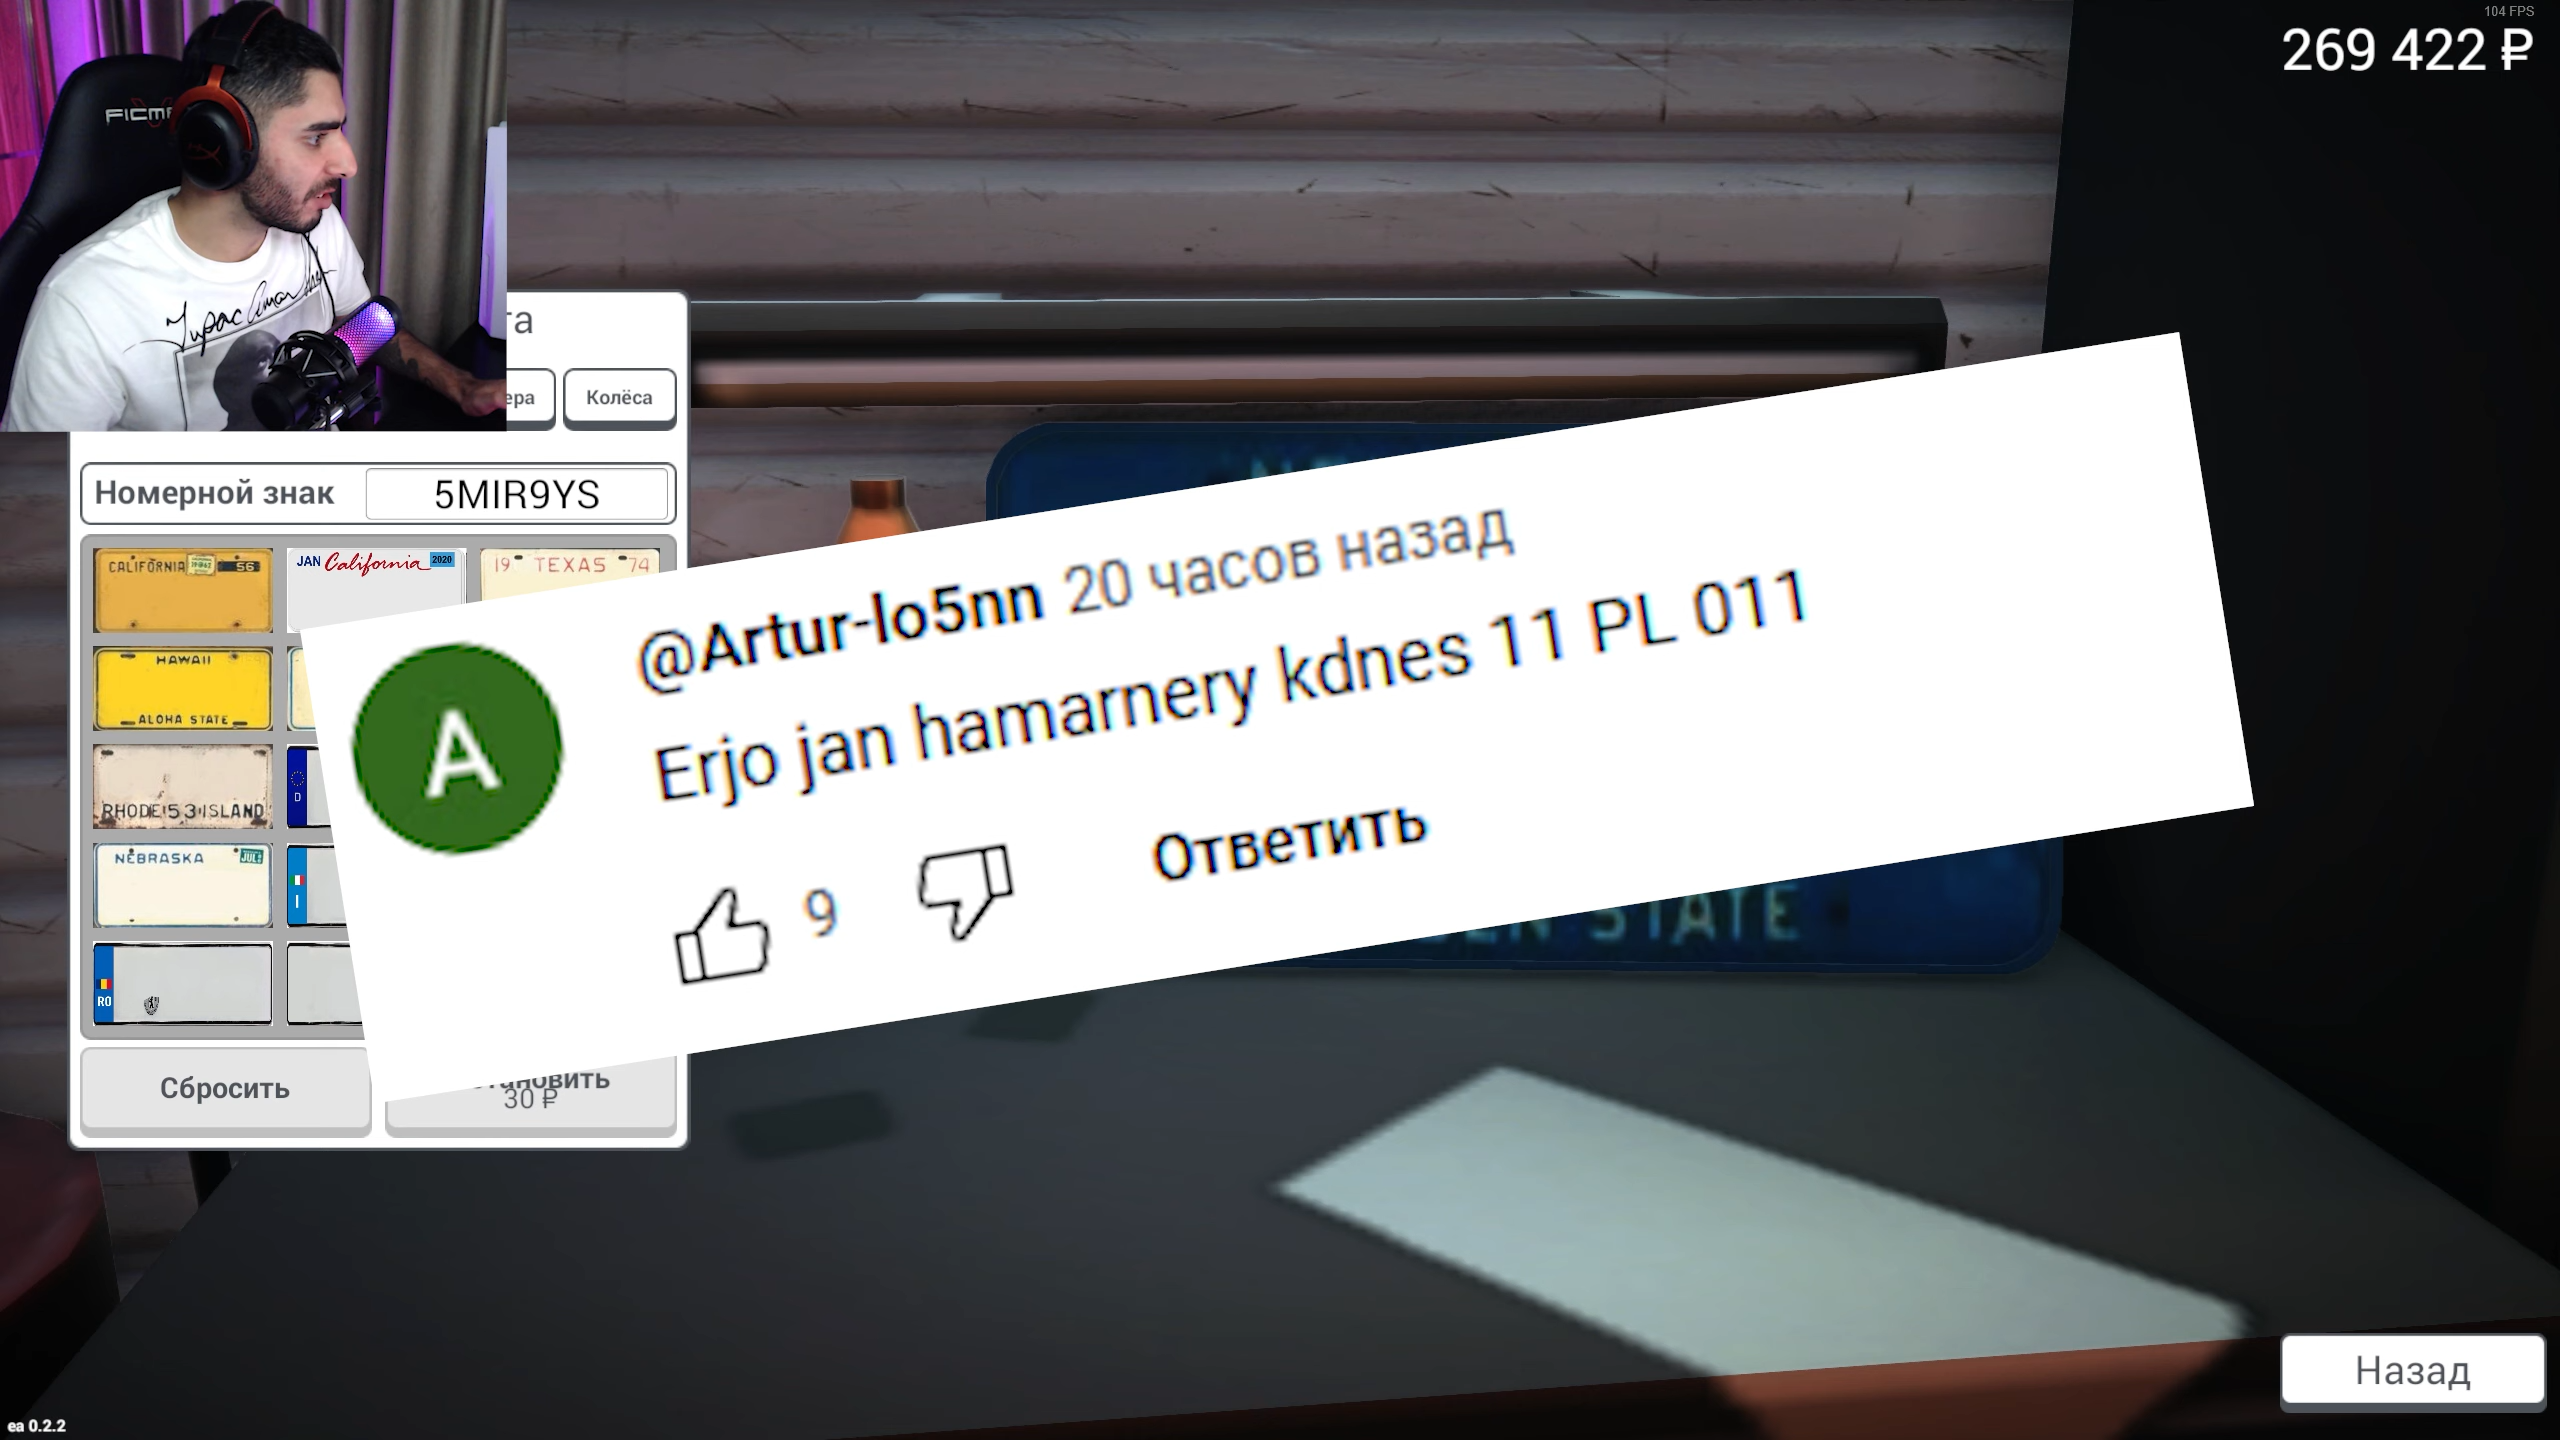 104 FPS
269 422 ₽
Колёса
Номерной знак 5MIR9YS
CALIFORNIA 56
JAN California 2020
19 TEXAS 74
HAWAII
ALOHA STATE
RHODE 53 ISLAND
D
NEBRASKA JUL
I
RO
@Artur-lo5nn 20 часов назад
Erjo jan hamarnery kdnes 11 PL 011
9 Ответить
STATE
Сбросить
30 ₽
Назад
ea 0.2.2